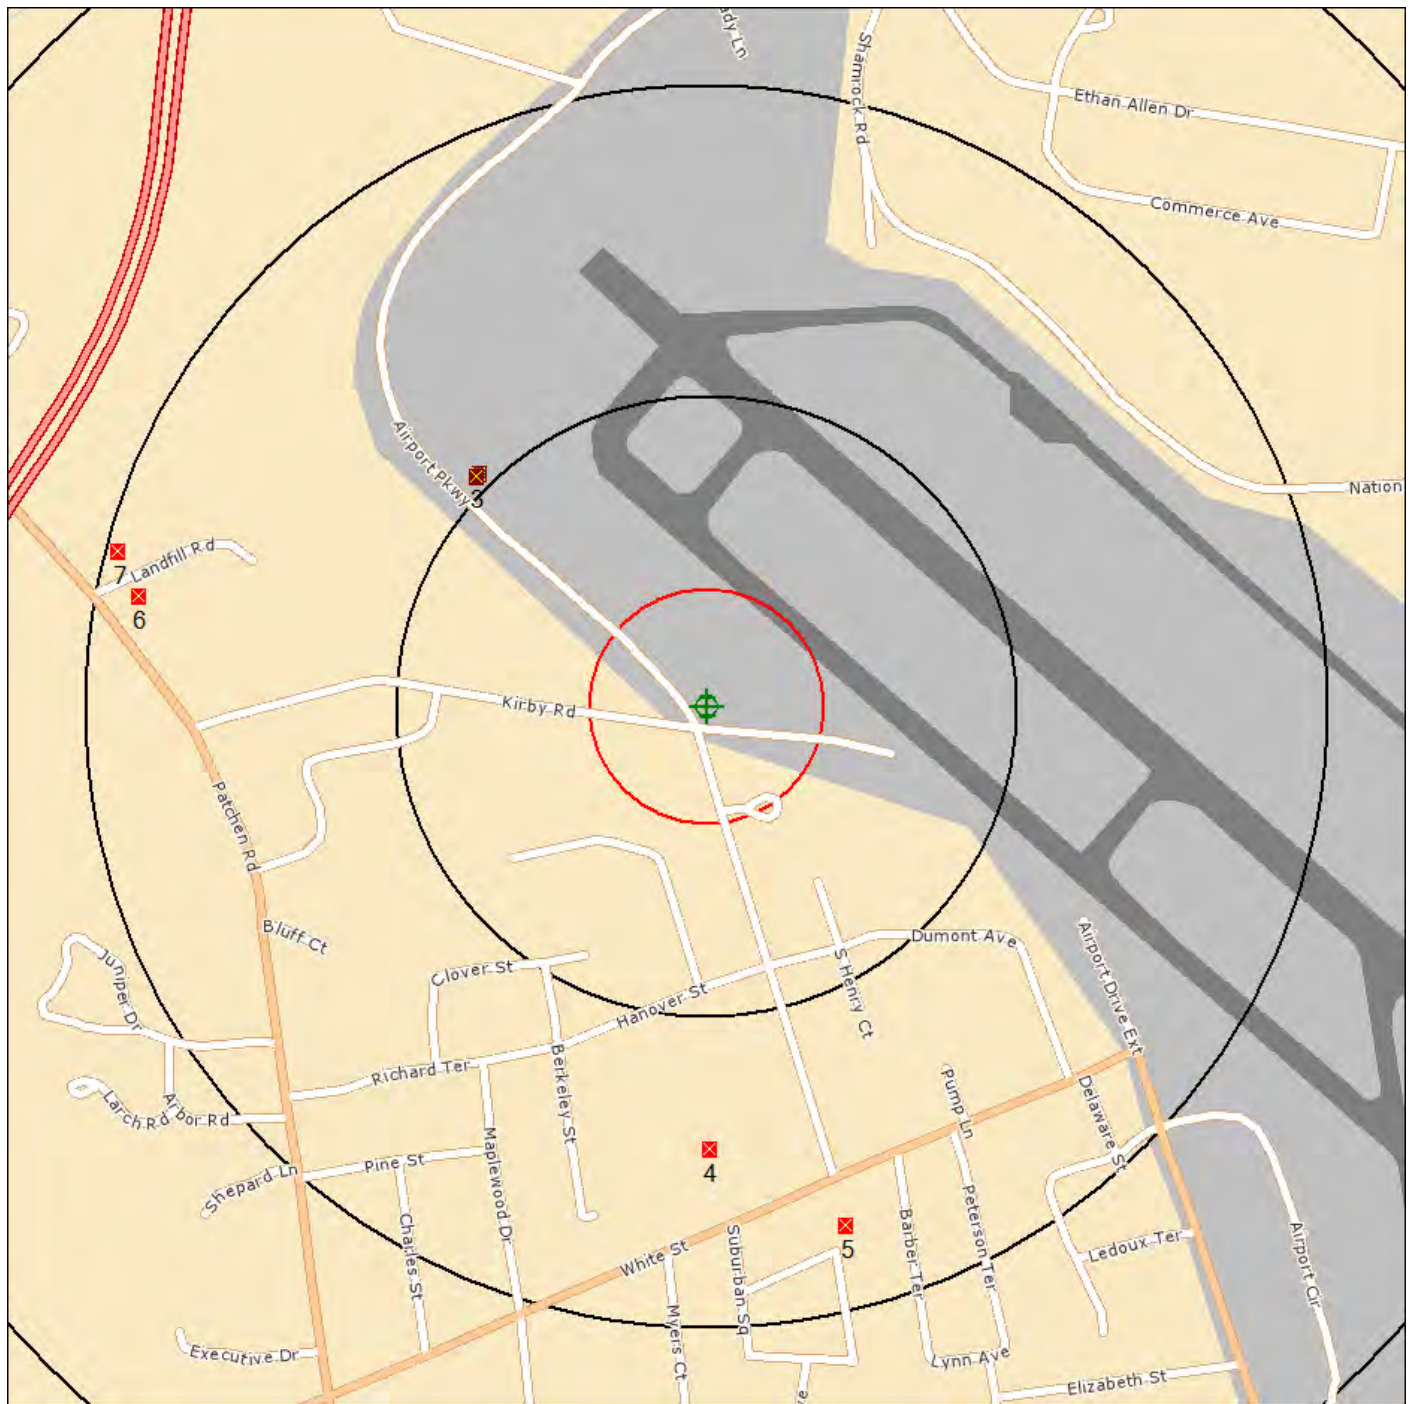 Shamrock Rd
Ethan Allen Dr
Commerce Ave
Nation
Airport Pkwy
3
Landfill Rd
7
6
Kirby Rd
Patchen Rd
Bluff Ct
Juniper Dr
Clover St
Hanover St
S Henry Ct
Dumont Ave
Airport Drive Ext
Richard Ter
Berkeley St
Larch Rd
Arbor Rd
Pump Ln
Delaware St
Maplewood Dr
Pine St
Shepard Ln
4
Charles St
White St
Suburban Sq
5
Barber Ter
Peterson Ter
Ledoux Ter
Airport Cir
Executive Dr
Myers Ct
Lynn Ave
Elizabeth St